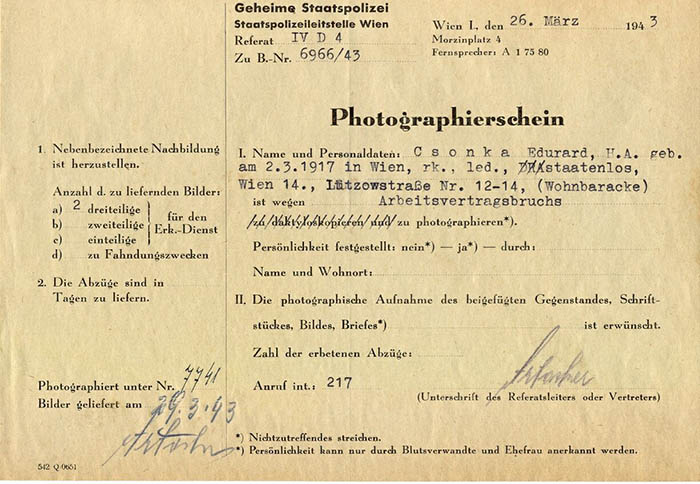 Geheime Staatspolizei
Staatspolizeileitstelle Wien
Referat IV D 4
Zu B.-Nr. 6966/43
Wien I., den 26. März 1943
Morzinplatz 4
Fernsprecher: A 1 75 80
Photographierschein
1. Nebenbezeichnete Nachbildung
ist herzustellen.
Anzahl d. zu liefernden Bilder:
a) 2 dreiteilige
b) zweiteilige
c) einteilige
für den
Erk.-Dienst
d) zu Fahndungszwecken
2. Die Abzüge sind in
Tagen zu liefern.
Photographiert unter Nr. 7741
Bilder geliefert am 29.3.43
542 Q 0651
I. Name und Personaldaten: Csonka Edurard, H.A. geb.
am 2.3.1917 in Wien, rk., led., staatenlos,
Wien 14., Lützowstraße Nr. 12-14, (Wohnbaracke)
ist wegen Arbeitsvertragsbruchs
zu daktyloskopieren und zu photographieren*).
Persönlichkeit festgestellt: nein*) — ja*) — durch:
Name und Wohnort:
II. Die photographische Aufnahme des beigefügten Gegenstandes, Schrift-
stückes, Bildes, Briefes*) ist erwünscht.
Zahl der erbetenen Abzüge:
Anruf int.: 217
(Unterschrift des Referatsleiters oder Vertreters)
*) Nichtzutreffendes streichen.
*) Persönlichkeit kann nur durch Blutsverwandte und Ehefrau anerkannt werden.